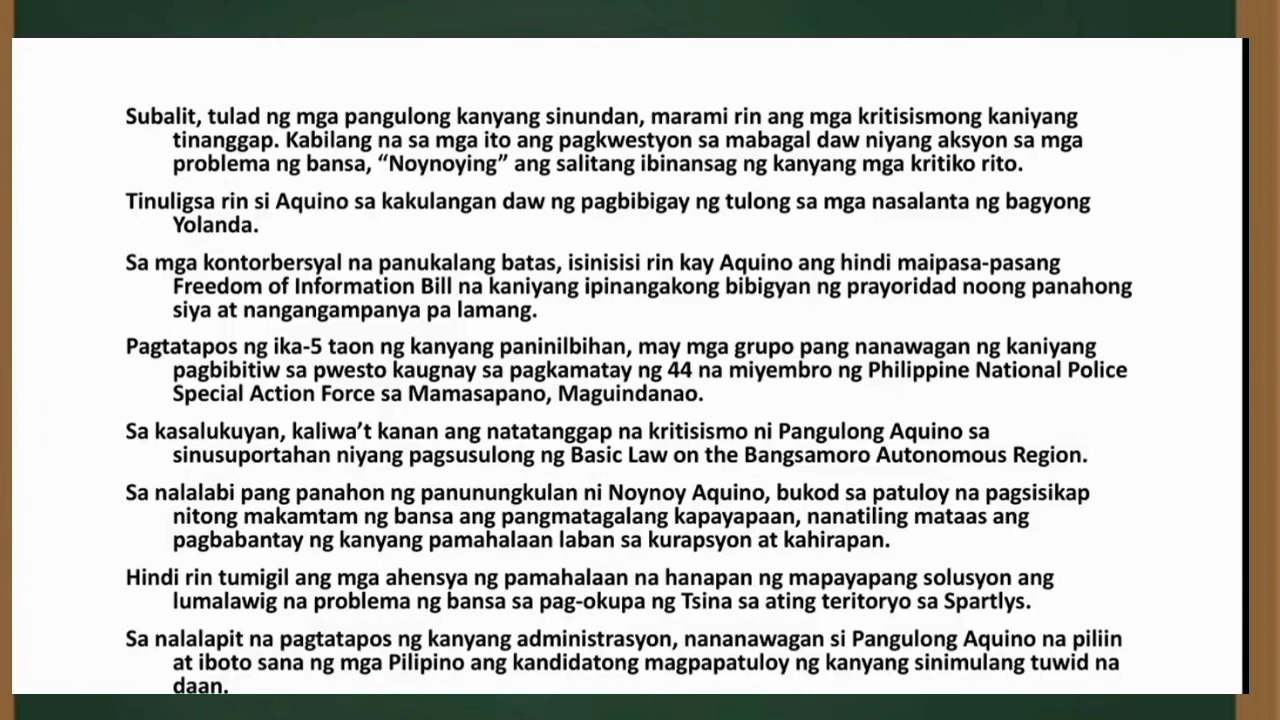 Subalit, tulad ng mga pangulong kanyang sinundan, marami rin ang mga kritisismong kaniyang
tinanggap. Kabilang na sa mga ito ang pagkwestyon sa mabagal daw niyang aksyon sa mga
problema ng bansa, “Noynoying” ang salitang ibinansag ng kanyang mga kritiko rito.
Tinuligsa rin si Aquino sa kakulangan daw ng pagbibigay ng tulong sa mga nasalanta ng bagyong
Yolanda.
Sa mga kontorbersyal na panukalang batas, isinisisi rin kay Aquino ang hindi maipasa-pasang
Freedom of Information Bill na kaniyang ipinangakong bibigyan ng prayoridad noong panahong
siya at nangangampanya pa lamang.
Pagtatapos ng ika-5 taon ng kanyang paninilbihan, may mga grupo pang nanawagan ng kaniyang
pagbibitiw sa pwesto kaugnay sa pagkamatay ng 44 na miyembro ng Philippine National Police
Special Action Force sa Mamasapano, Maguindanao.
Sa kasalukuyan, kaliwa’t kanan ang natatanggap na kritisismo ni Pangulong Aquino sa
sinusuportahan niyang pagsusulong ng Basic Law on the Bangsamoro Autonomous Region.
Sa nalalabi pang panahon ng panunungkulan ni Noynoy Aquino, bukod sa patuloy na pagsisikap
nitong makamtam ng bansa ang pangmatagalang kapayapaan, nanatiling mataas ang
pagbabantay ng kanyang pamahalaan laban sa kurapsyon at kahirapan.
Hindi rin tumigil ang mga ahensya ng pamahalaan na hanapan ng mapayapang solusyon ang
lumalawig na problema ng bansa sa pag-okupa ng Tsina sa ating teritoryo sa Spartlys.
Sa nalalapit na pagtatapos ng kanyang administrasyon, nananawagan si Pangulong Aquino na piliin
at iboto sana ng mga Pilipino ang kandidatong magpapatuloy ng kanyang sinimulang tuwid na
daan.